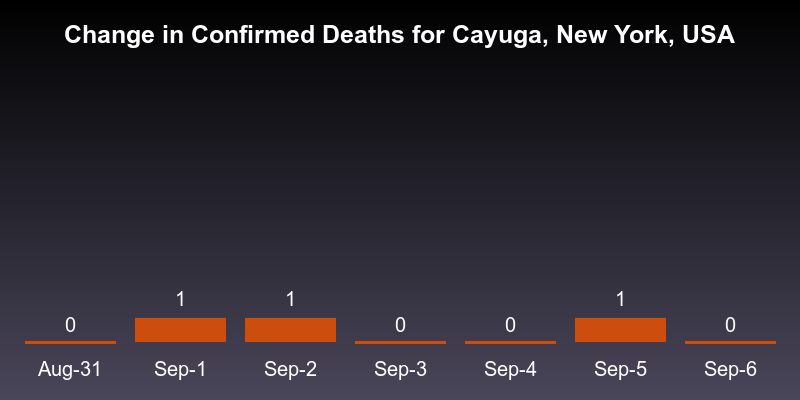 Change in Confirmed Deaths for Cayuga, New York, USA
0 1 1 0 0 1 0
Aug-31 Sep-1 Sep-2 Sep-3 Sep-4 Sep-5 Sep-6